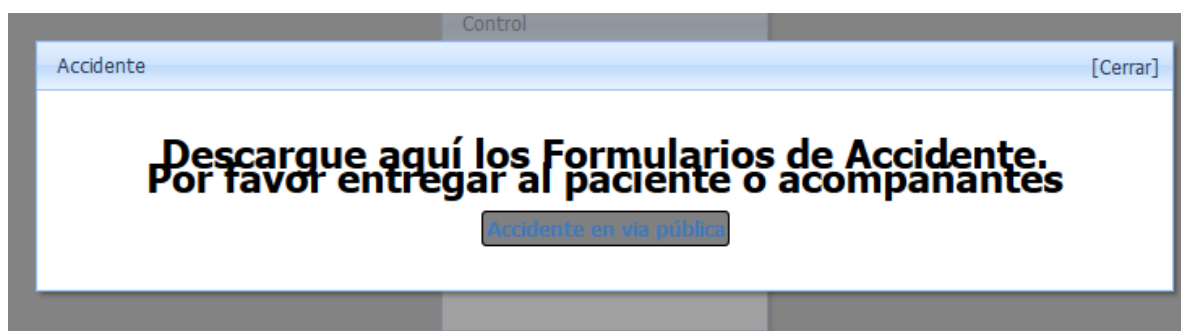 Control
Accidente
[Cerrar]
Descargue aquí los Formularios de Accidente.
Por favor entregar al paciente o acompañantes
Accidente en vía pública